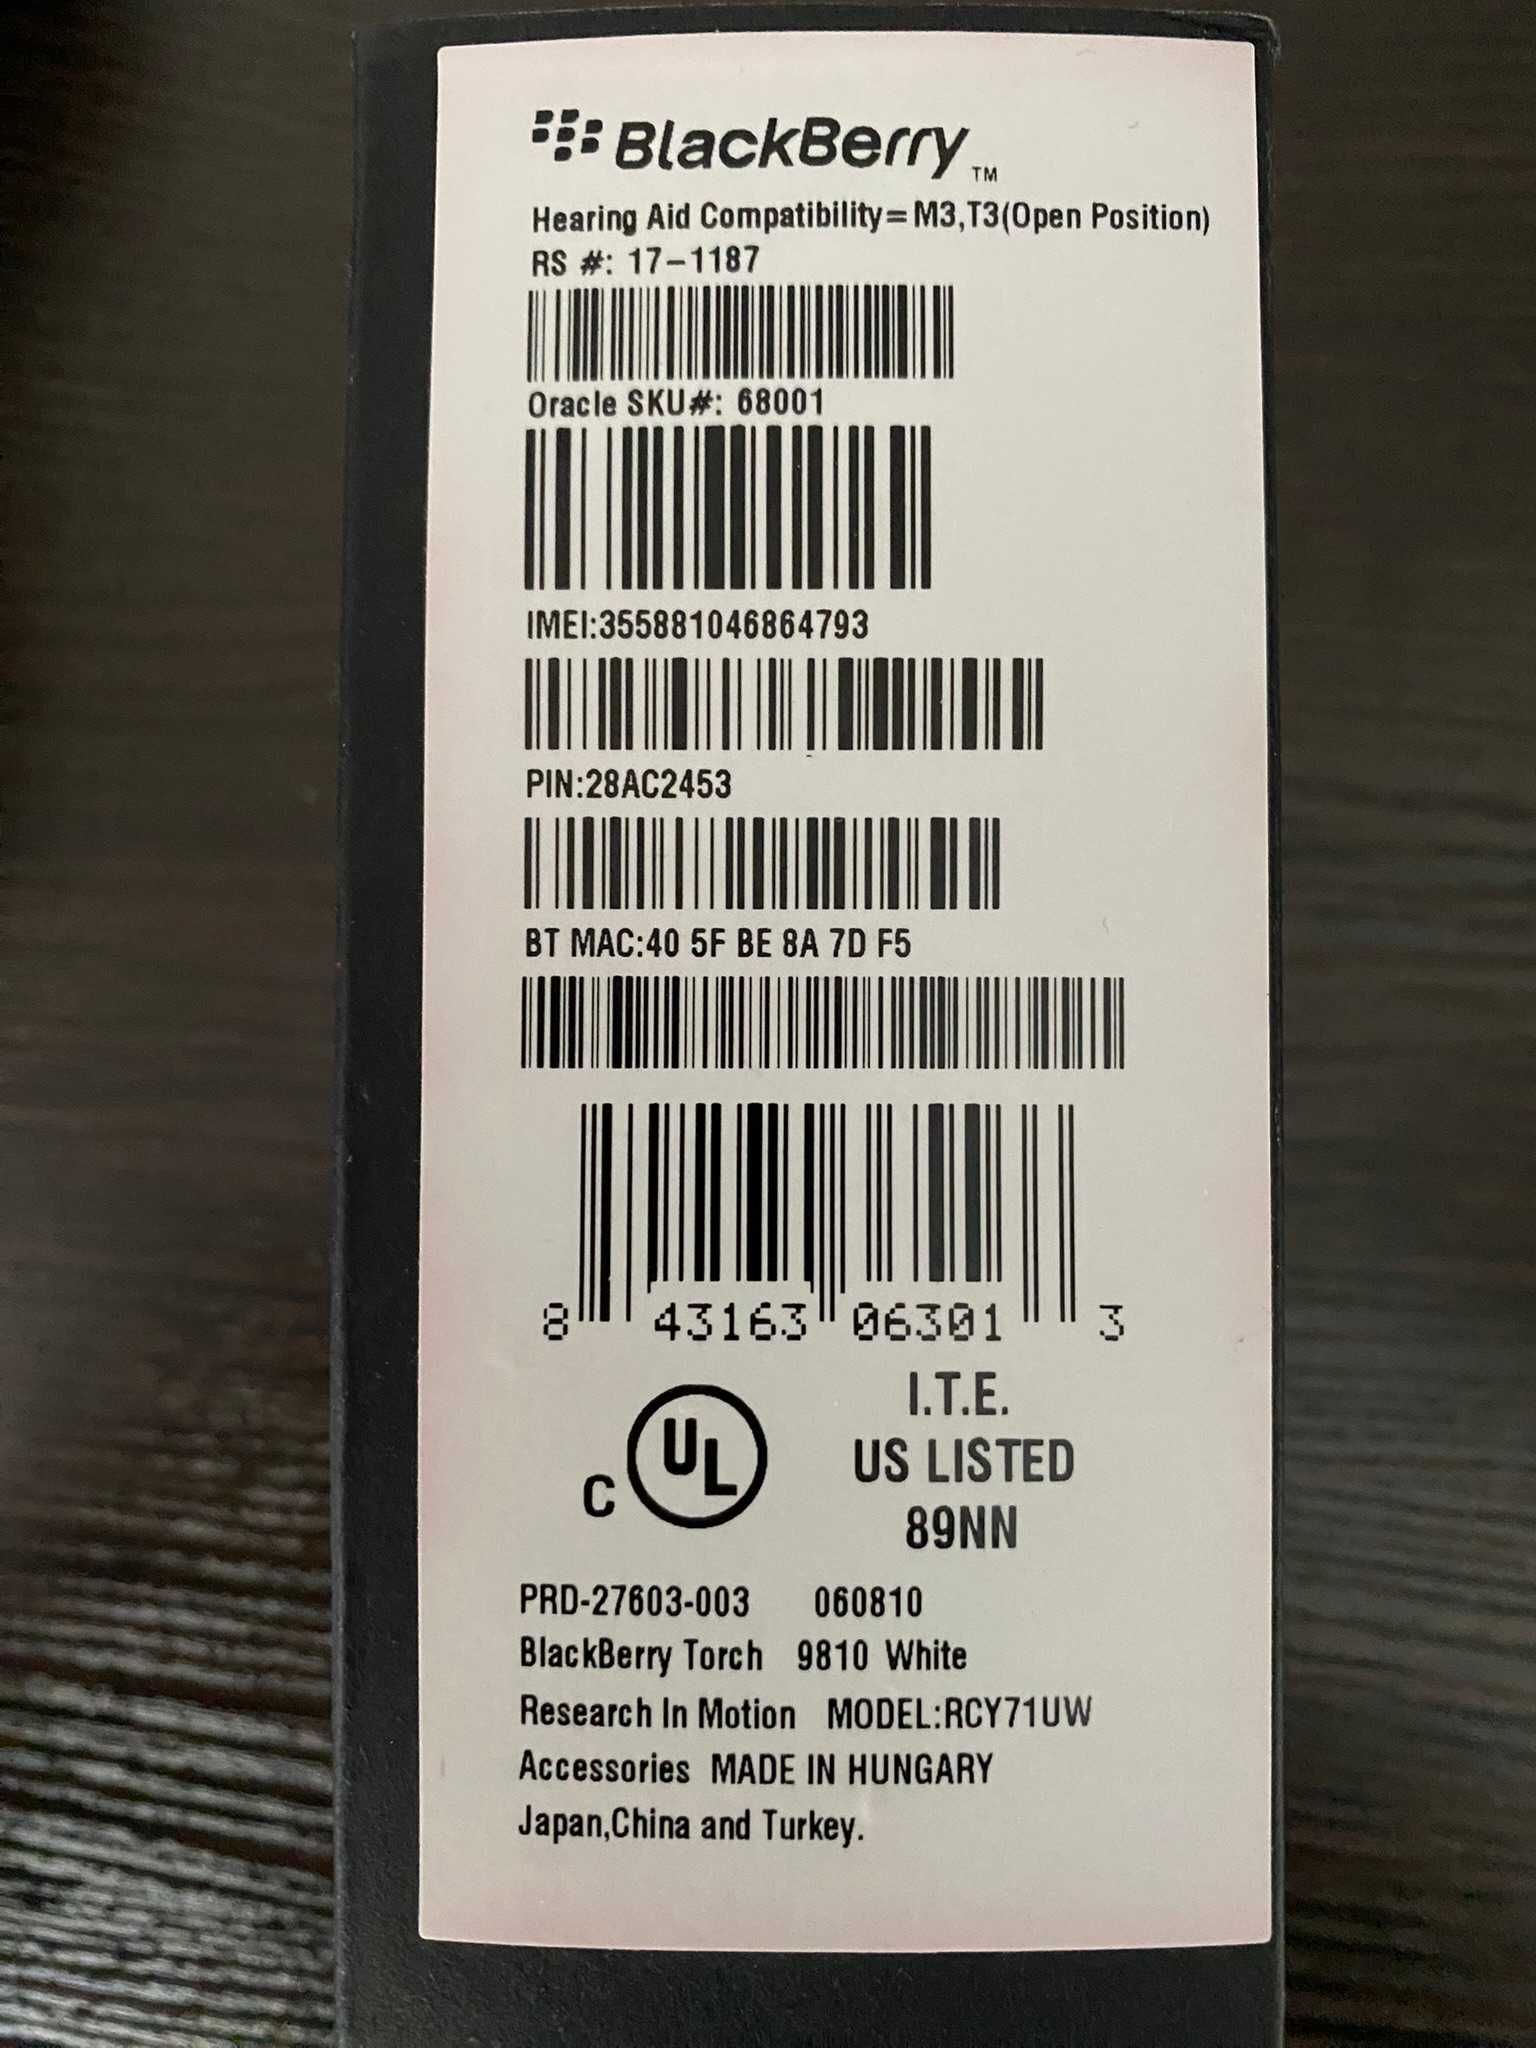 BlackBerry TM
Hearing Aid Compatibility=M3,T3(Open Position)
RS #: 17-1187
Oracle SKU#: 68001
IMEI:355881046864793
PIN:28AC2453
BT MAC:40 5F BE 8A 7D F5
8 43163 06301 3
I.T.E.
C UL US LISTED
89NN
PRD-27603-003 060810
BlackBerry Torch 9810 White
Research In Motion MODEL:RCY71UW
Accessories MADE IN HUNGARY
Japan,China and Turkey.